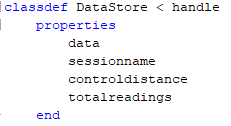 classdef DataStore < handle
    properties
        data
        sessionname
        controldistance
        totalreadings
    end